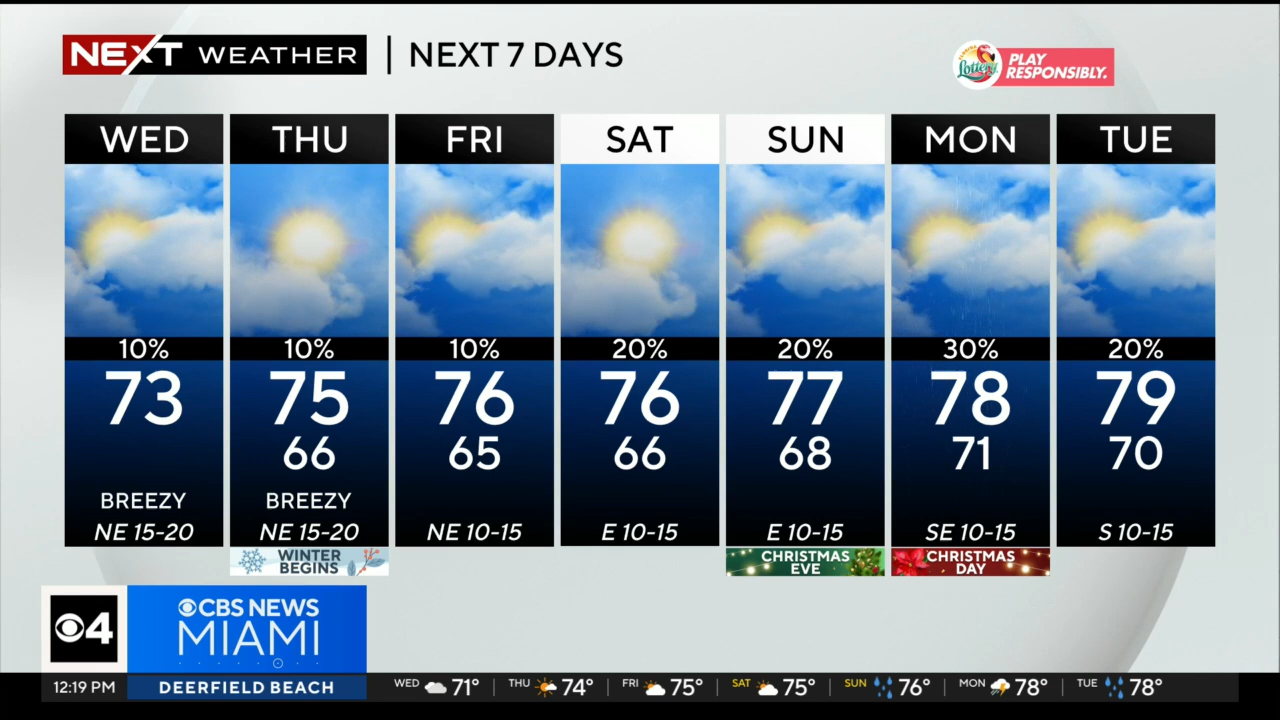 NEXT WEATHER | NEXT 7 DAYS
FLORIDA
Lottery
PLAY
RESPONSIBLY.
WED THU FRI SAT SUN MON TUE
10% 10% 10% 20% 20% 30% 20%
73 75 76 76 77 78 79
66 65 66 68 71 70
BREEZY BREEZY
NE 15-20 NE 15-20 NE 10-15 E 10-15 E 10-15 SE 10-15 S 10-15
WINTER
BEGINS
CHRISTMAS
EVE
CHRISTMAS
DAY
4
CBS NEWS
MIAMI
12:19 PM DEERFIELD BEACH WED 71° | THU 74° | FRI 75° | SAT 75° | SUN 76° | MON 78° | TUE 78°